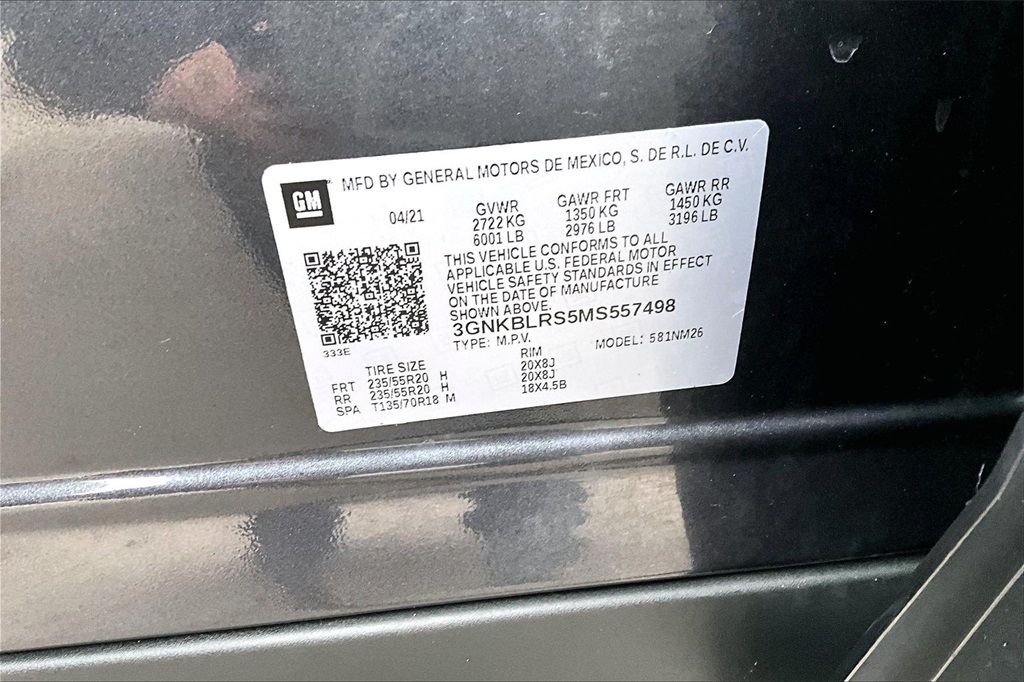 GM
MFD BY GENERAL MOTORS DE MEXICO, S. DE R.L. DE C.V.
04/21
GVWR
2722 KG
6001 LB
GAWR FRT
1350 KG
2976 LB
GAWR RR
1450 KG
3196 LB
THIS VEHICLE CONFORMS TO ALL
APPLICABLE U.S. FEDERAL MOTOR
VEHICLE SAFETY STANDARDS IN EFFECT
ON THE DATE OF MANUFACTURE
SHOWN ABOVE.
3GNKBLRS5MS557498
TYPE: M.P.V. MODEL: 581NM26
333E
TIRE SIZE RIM
FRT 235/55R20 H 20X8J
RR 235/55R20 H 20X8J
SPA T135/70R18 M 18X4.5B